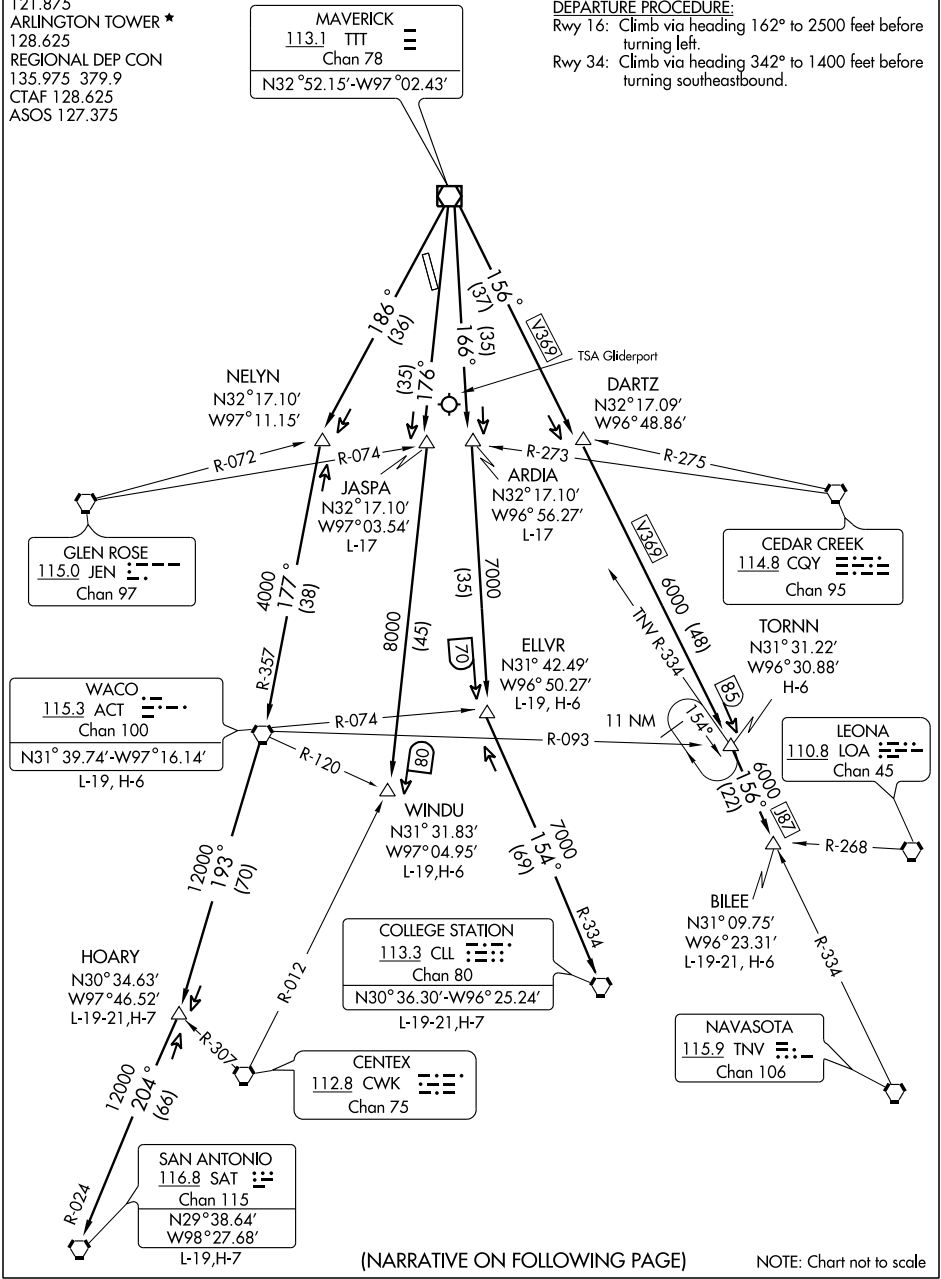 121.875
ARLINGTON TOWER ★
128.625
REGIONAL DEP CON
135.975 379.9
CTAF 128.625
ASOS 127.375
MAVERICK
113.1 TTT
Chan 78
N32°52.15'-W97°02.43'
DEPARTURE PROCEDURE:
Rwy 16: Climb via heading 162° to 2500 feet before
turning left.
Rwy 34: Climb via heading 342° to 1400 feet before
turning southeastbound.
186°
(36)
(35)
176°
(35)
166°
156°
(37)
V369
TSA Gliderport
NELYN
N32°17.10'
W97°11.15'
DARTZ
N32°17.09'
W96°48.86'
R-072
R-074
R-273
R-275
JASPA
N32°17.10'
W97°03.54'
L-17
ARDIA
N32°17.10'
W96°56.27'
L-17
GLEN ROSE
115.0 JEN
Chan 97
CEDAR CREEK
114.8 CQY
Chan 95
4000
177°
(38)
R-357
8000
(45)
7000
(35)
V369
6000 (48)
TNV R-334
TORNN
N31°31.22'
W96°30.88'
H-6
ELLVR
N31°42.49'
W96°50.27'
L-19, H-6
70
85
WACO
115.3 ACT
Chan 100
N31°39.74'-W97°16.14'
L-19, H-6
R-074
R-093
R-120
11 NM
154°
LEONA
110.8 LOA
Chan 45
80
WINDU
N31°31.83'
W97°04.95'
L-19,H-6
6000
156°
(22)
J87
R-268
12000
193°
(70)
7000
154°
(69)
R-334
BILEE
N31°09.75'
W96°23.31'
L-19-21, H-6
R-334
COLLEGE STATION
113.3 CLL
Chan 80
N30°36.30'-W96°25.24'
L-19-21,H-7
HOARY
N30°34.63'
W97°46.52'
L-19-21,H-7
R-012
R-307
CENTEX
112.8 CWK
Chan 75
NAVASOTA
115.9 TNV
Chan 106
12000
204°
(66)
R-024
SAN ANTONIO
116.8 SAT
Chan 115
N29°38.64'
W98°27.68'
L-19,H-7
(NARRATIVE ON FOLLOWING PAGE)
NOTE: Chart not to scale